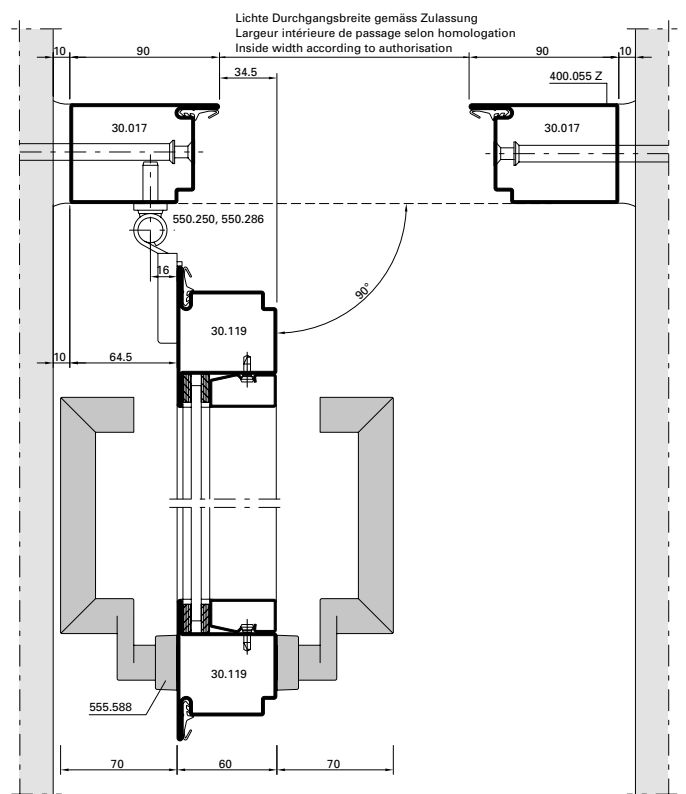 Lichte Durchgangsbreite gemäss Zulassung
Largeur intérieure de passage selon homologation
Inside width according to authorisation
10 90 90 10
34.5
400.055 Z
30.017 30.017
550.250, 550.286
16
90°
30.119
10 64.5
30.119
555.588
70 60 70